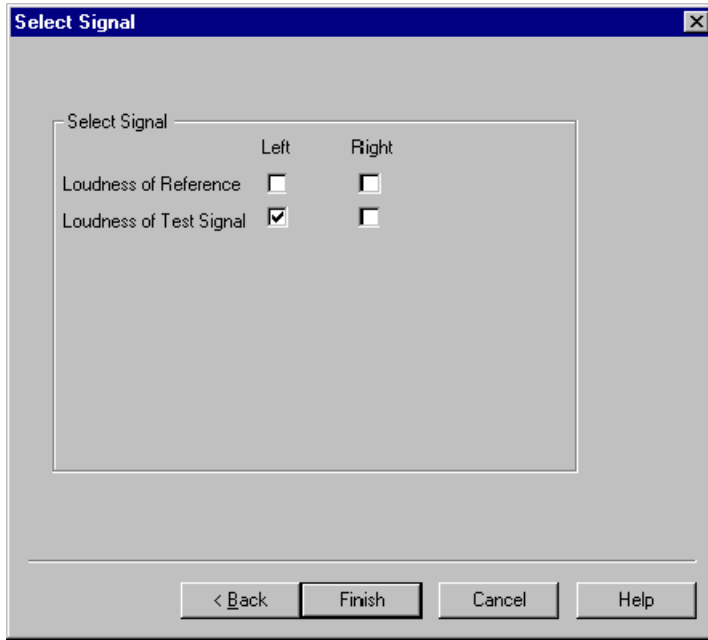 Select Signal
Select Signal
Left Right
Loudness of Reference
Loudness of Test Signal
< Back Finish Cancel Help